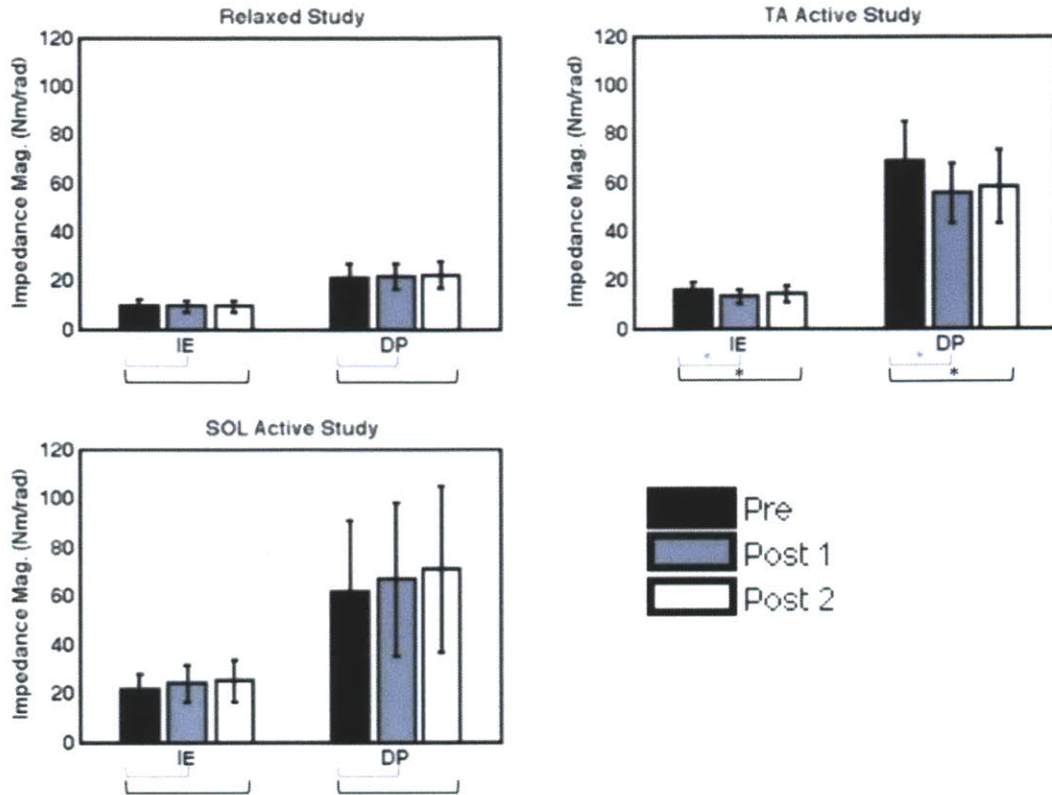 Relaxed Study
Impedance Mag. (Nm/rad)
120
100
80
60
40
20
0
IE
DP
TA Active Study
Impedance Mag. (Nm/rad)
120
100
80
60
40
20
0
IE
DP
*
*
*
*
SOL Active Study
Impedance Mag. (Nm/rad)
120
100
80
60
40
20
0
IE
DP
Pre
Post 1
Post 2